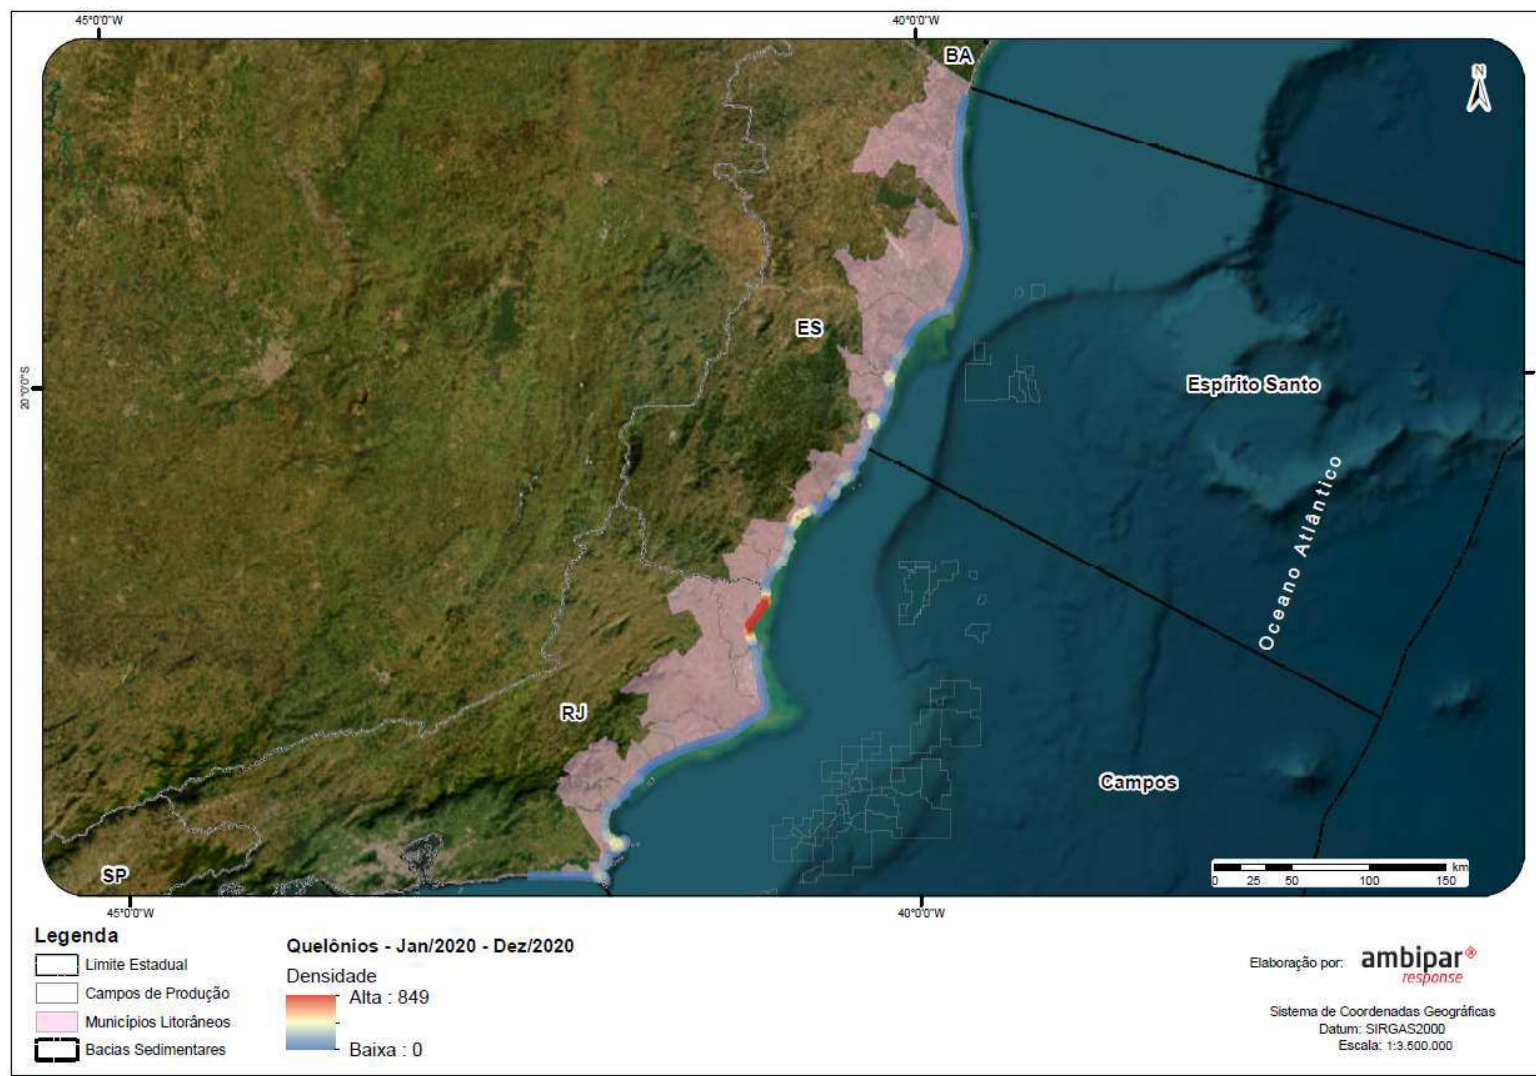 45°0'0"W
40°0'0"W
BA
N
ES
20°0'0"S
Espírito Santo
Oceano Atlântico
RJ
Campos
SP
km
0 25 50 100 150
45°0'0"W
40°0'0"W
Legenda
Limite Estadual
Campos de Produção
Municípios Litorâneos
Bacias Sedimentares
Quelônios - Jan/2020 - Dez/2020
Densidade
Alta : 849
Baixa : 0
Elaboração por:
ambipar
response
Sistema de Coordenadas Geográficas
Datum: SIRGAS2000
Escala: 1:3.500.000